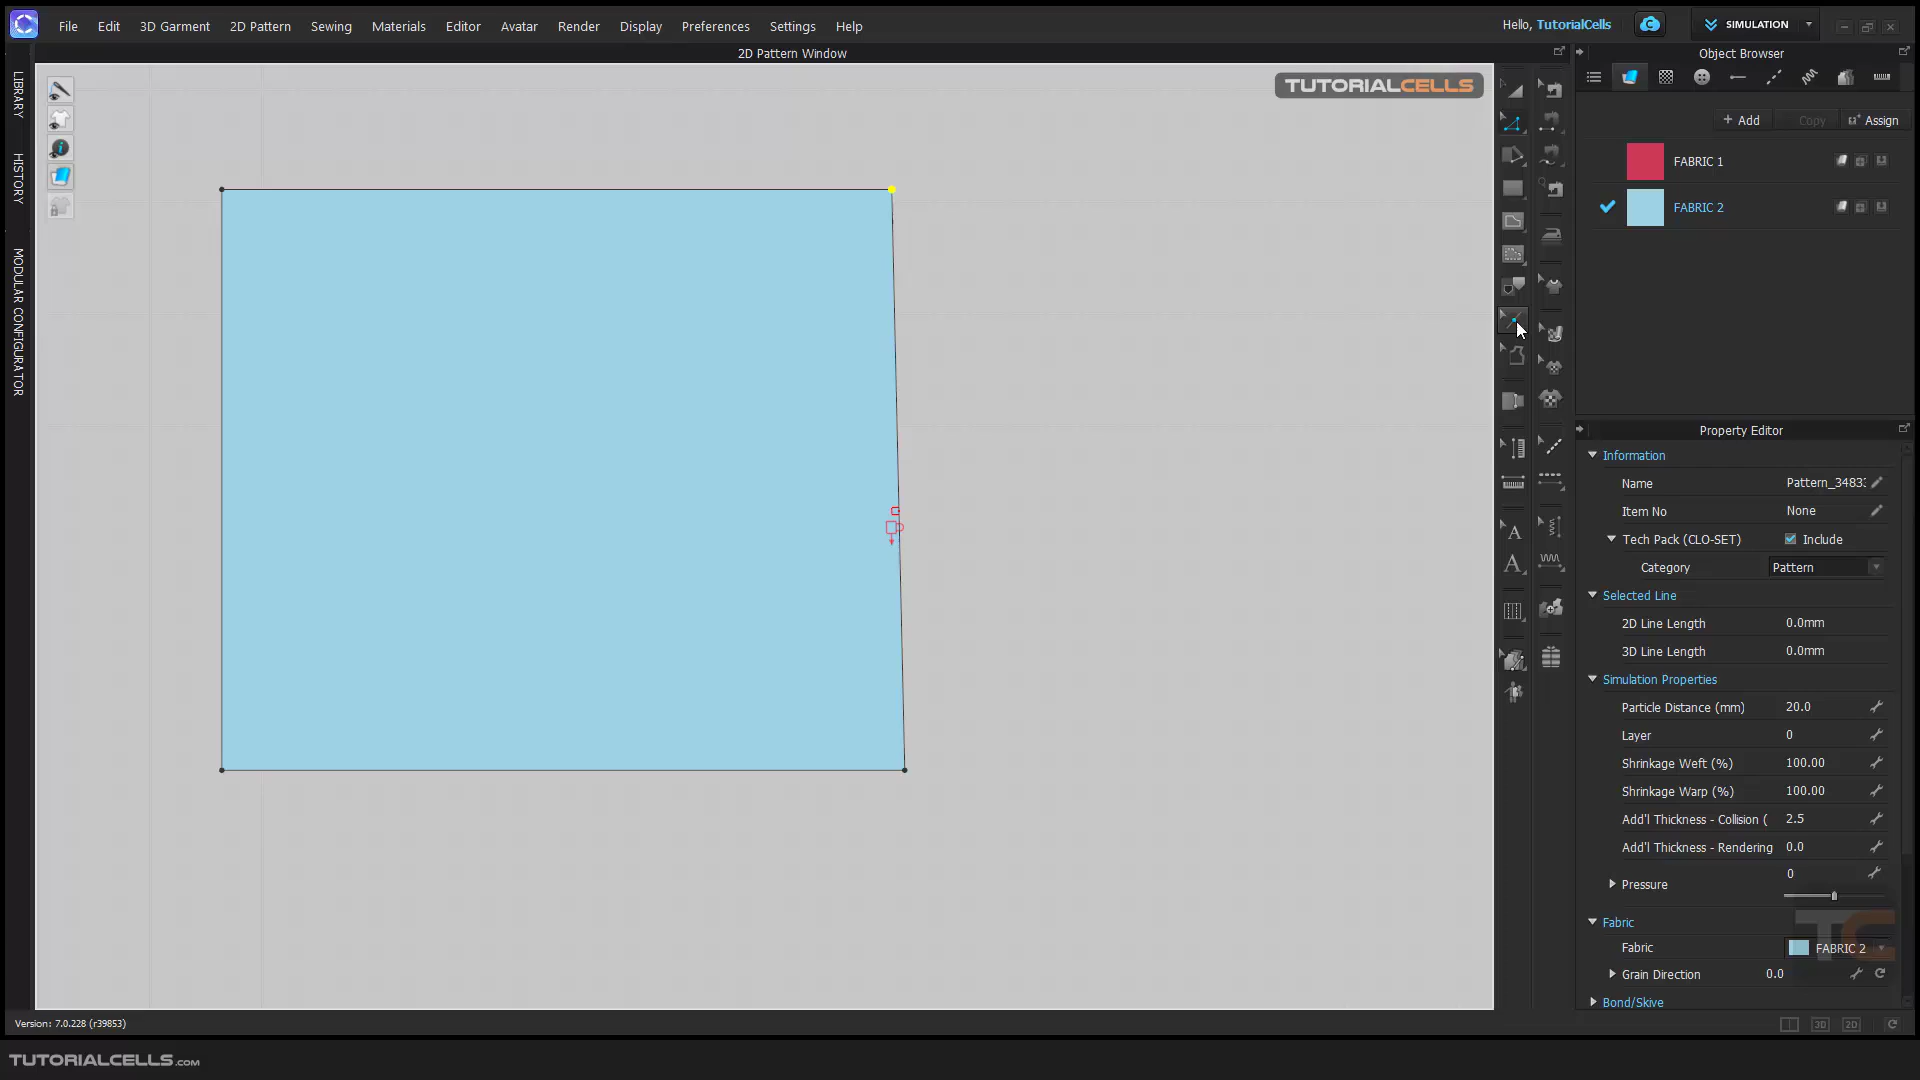 File Edit 3D Garment 2D Pattern Sewing Materials Editor Avatar Render Display Preferences Settings Help
Hello, TutorialCells
SIMULATION
2D Pattern Window
Object Browser
LIBRARY
HISTORY
MODULAR CONFIGURATOR
TUTORIALCELLS
+ Add Copy Assign
FABRIC 1
FABRIC 2
Property Editor
Information
Name Pattern_3483
Item No None
Tech Pack (CLO-SET) Include
Category Pattern
Selected Line
2D Line Length 0.0mm
3D Line Length 0.0mm
Simulation Properties
Particle Distance (mm) 20.0
Layer 0
Shrinkage Weft (%) 100.00
Shrinkage Warp (%) 100.00
Add'l Thickness - Collision ( 2.5
Add'l Thickness - Rendering 0.0
Pressure 0
Fabric
Fabric FABRIC 2
Grain Direction 0.0
Bond/Skive
A
A
TC
3D 2D
Version: 7.0.228 (r39853)
TUTORIALCELLS.com